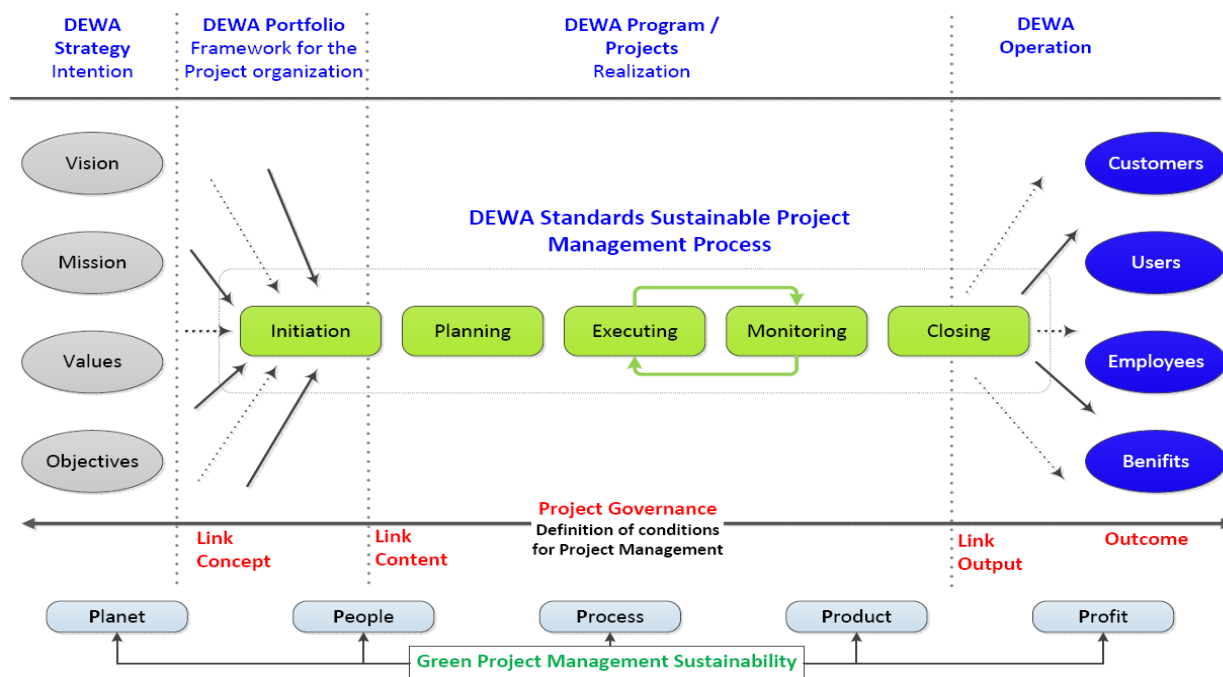 DEWA
Strategy
Intention
DEWA Portfolio
Framework for the
Project organization
DEWA Program /
Projects
Realization
DEWA
Operation
Vision
Mission
Values
Objectives
DEWA Standards Sustainable Project
Management Process
Initiation
Planning
Executing
Monitoring
Closing
Customers
Users
Employees
Benifits
Project Governance
Definition of conditions
for Project Management
Link
Concept
Link
Content
Link
Output
Outcome
Planet
People
Process
Product
Profit
Green Project Management Sustainability